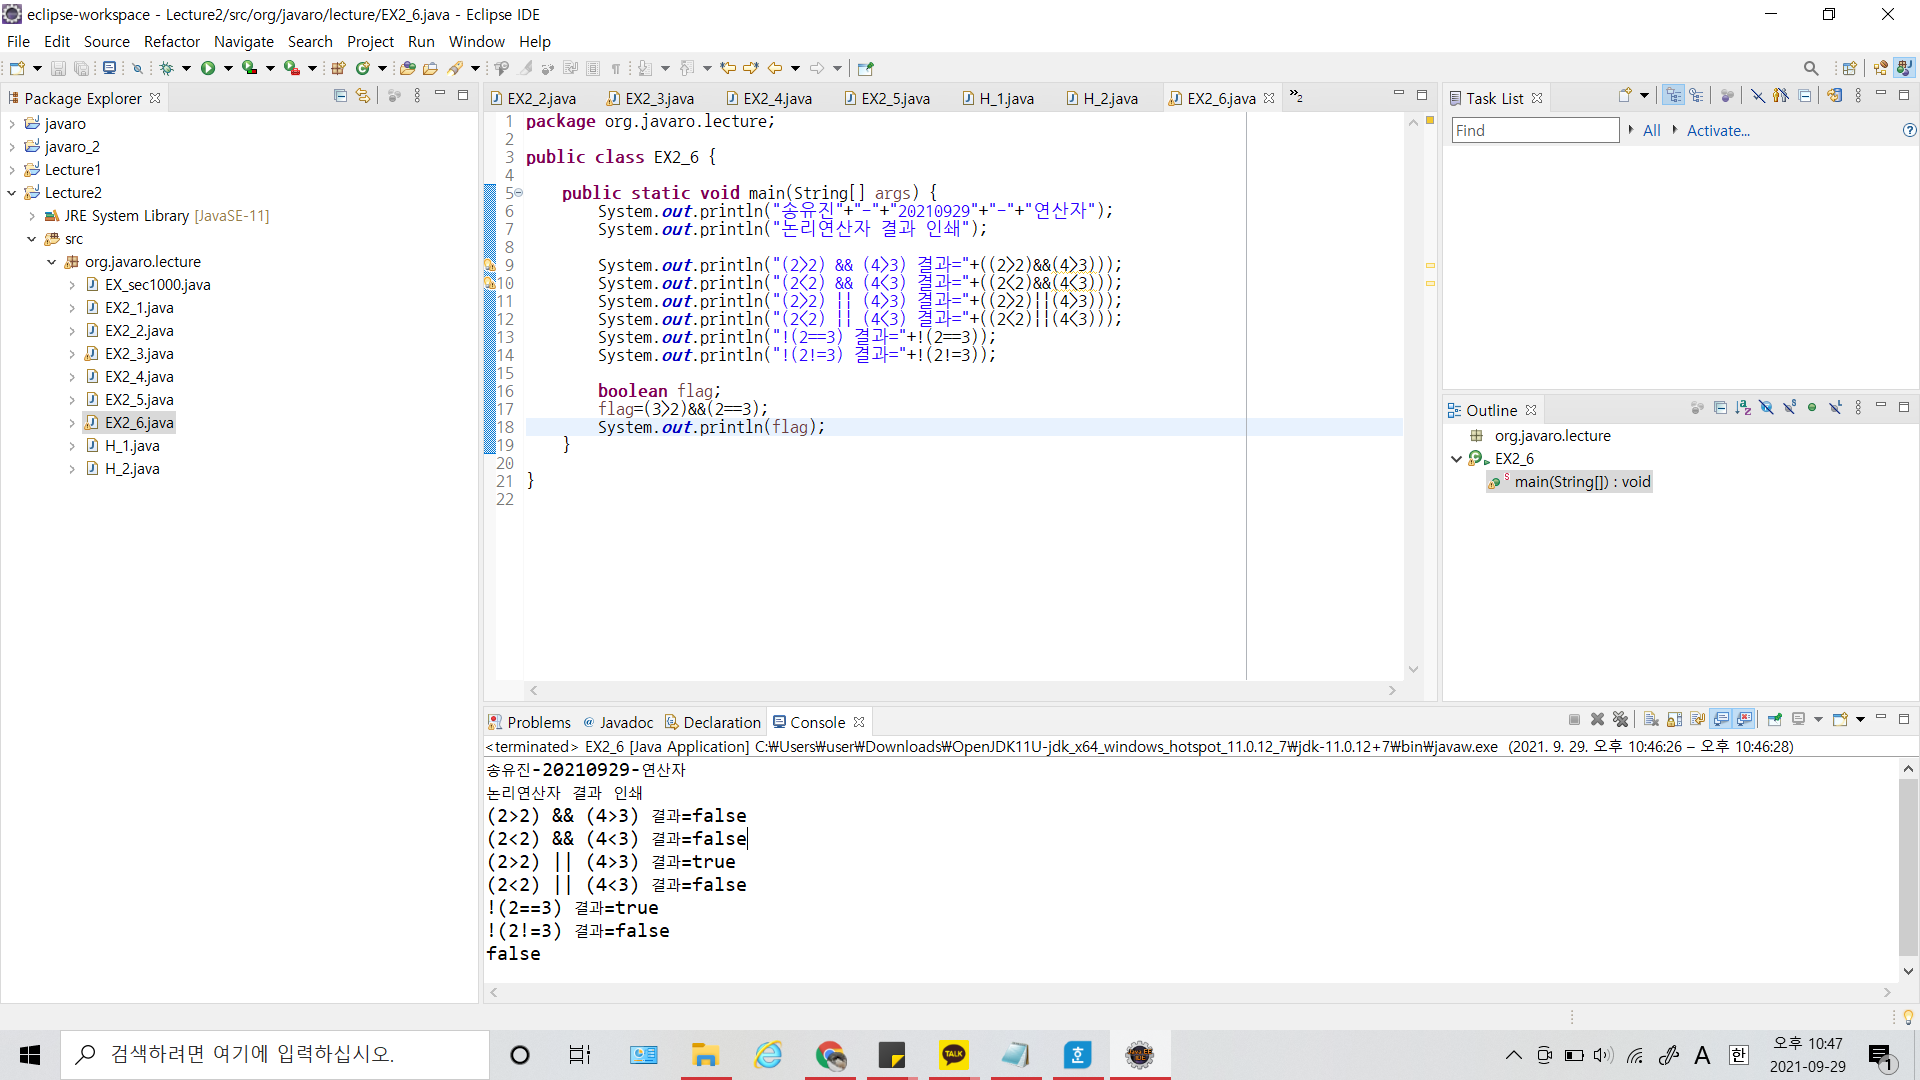 eclipse-workspace - Lecture2/src/org/javaro/lecture/EX2_6.java - Eclipse IDE
File Edit Source Refactor Navigate Search Project Run Window Help
Package Explorer
javaro
javaro_2
Lecture1
Lecture2
JRE System Library [JavaSE-11]
src
org.javaro.lecture
EX_sec1000.java
EX2_1.java
EX2_2.java
EX2_3.java
EX2_4.java
EX2_5.java
EX2_6.java
H_1.java
H_2.java
EX2_2.java EX2_3.java EX2_4.java EX2_5.java H_1.java H_2.java EX2_6.java »2
1 package org.javaro.lecture;
2
3 public class EX2_6 {
4
5 public static void main(String[] args) {
6 System.out.println("송유진"+"-"+"20210929"+"-"+"연산자");
7 System.out.println("논리연산자 결과 인쇄");
8
9 System.out.println("(2>2) && (4>3) 결과="+((2>2)&&(4>3)));
10 System.out.println("(2<2) && (4<3) 결과="+((2<2)&&(4<3)));
11 System.out.println("(2>2) || (4>3) 결과="+((2>2)||(4>3)));
12 System.out.println("(2<2) || (4<3) 결과="+((2<2)||(4<3)));
13 System.out.println("!(2==3) 결과="+!(2==3));
14 System.out.println("!(2!=3) 결과="+!(2!=3));
15
16 boolean flag;
17 flag=(3>2)&&(2==3);
18 System.out.println(flag);
19 }
20
21 }
22
Task List
Find All Activate...
Outline
org.javaro.lecture
EX2_6
main(String[]) : void
Problems @ Javadoc Declaration Console
<terminated> EX2_6 [Java Application] C:₩Users₩user₩Downloads₩OpenJDK11U-jdk_x64_windows_hotspot_11.0.12_7₩jdk-11.0.12+7₩bin₩javaw.exe (2021. 9. 29. 오후 10:46:26 – 오후 10:46:28)
송유진-20210929-연산자
논리연산자 결과 인쇄
(2>2) && (4>3) 결과=false
(2<2) && (4<3) 결과=false
(2>2) || (4>3) 결과=true
(2<2) || (4<3) 결과=false
!(2==3) 결과=true
!(2!=3) 결과=false
false
검색하려면 여기에 입력하십시오.
TALK
호
A 한
오후 10:47
2021-09-29
1